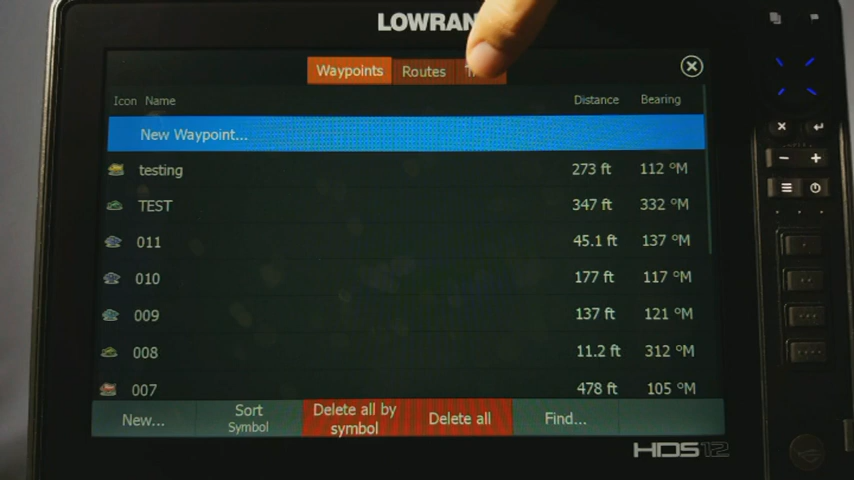 LOWRAN
Waypoints Routes
Icon Name Distance Bearing
New Waypoint...
testing 273 ft 112 °M
TEST 347 ft 332 °M
011 45.1 ft 137 °M
010 177 ft 117 °M
009 137 ft 121 °M
008 11.2 ft 312 °M
007 478 ft 105 °M
New... Sort Symbol Delete all by symbol Delete all Find...
HDS 12